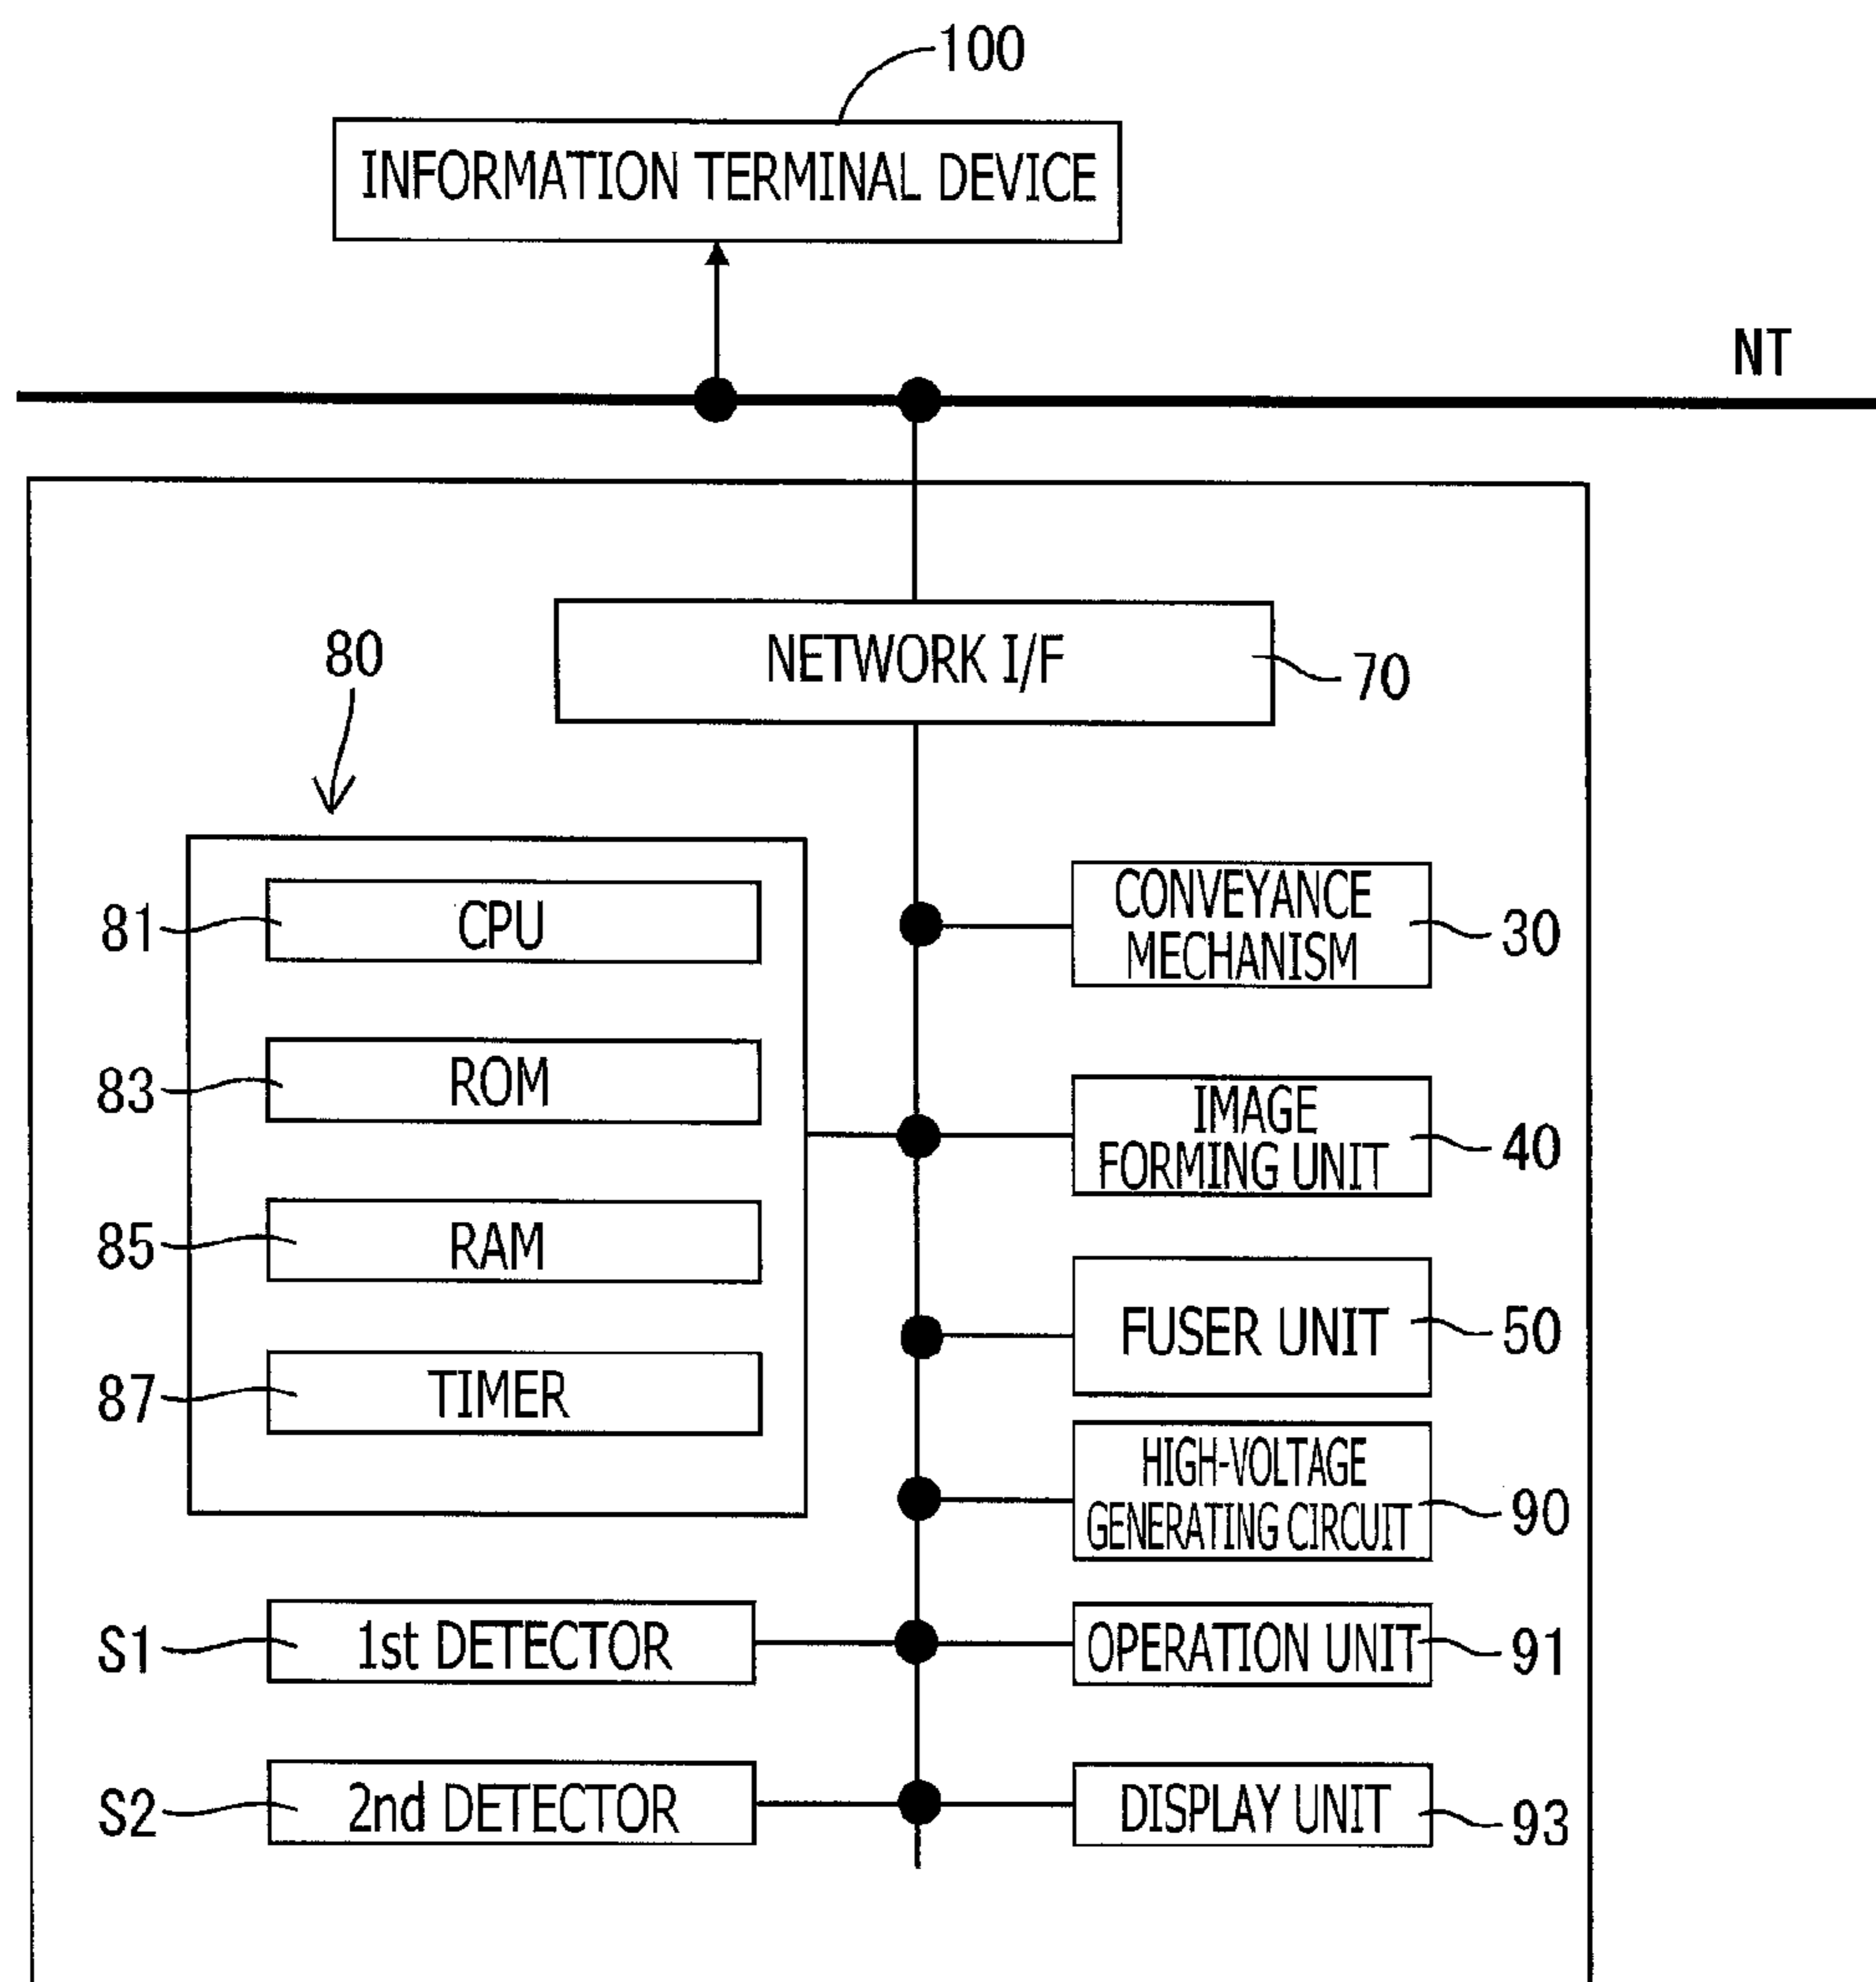 100
INFORMATION TERMINAL DEVICE
NT
NETWORK I/F
70
80
CPU
81
CONVEYANCE
MECHANISM
30
ROM
83
IMAGE
FORMING UNIT
40
RAM
85
FUSER UNIT
50
TIMER
87
HIGH-VOLTAGE
GENERATING CIRCUIT
90
S1
1st DETECTOR
OPERATION UNIT
91
S2
2nd DETECTOR
DISPLAY UNIT
93